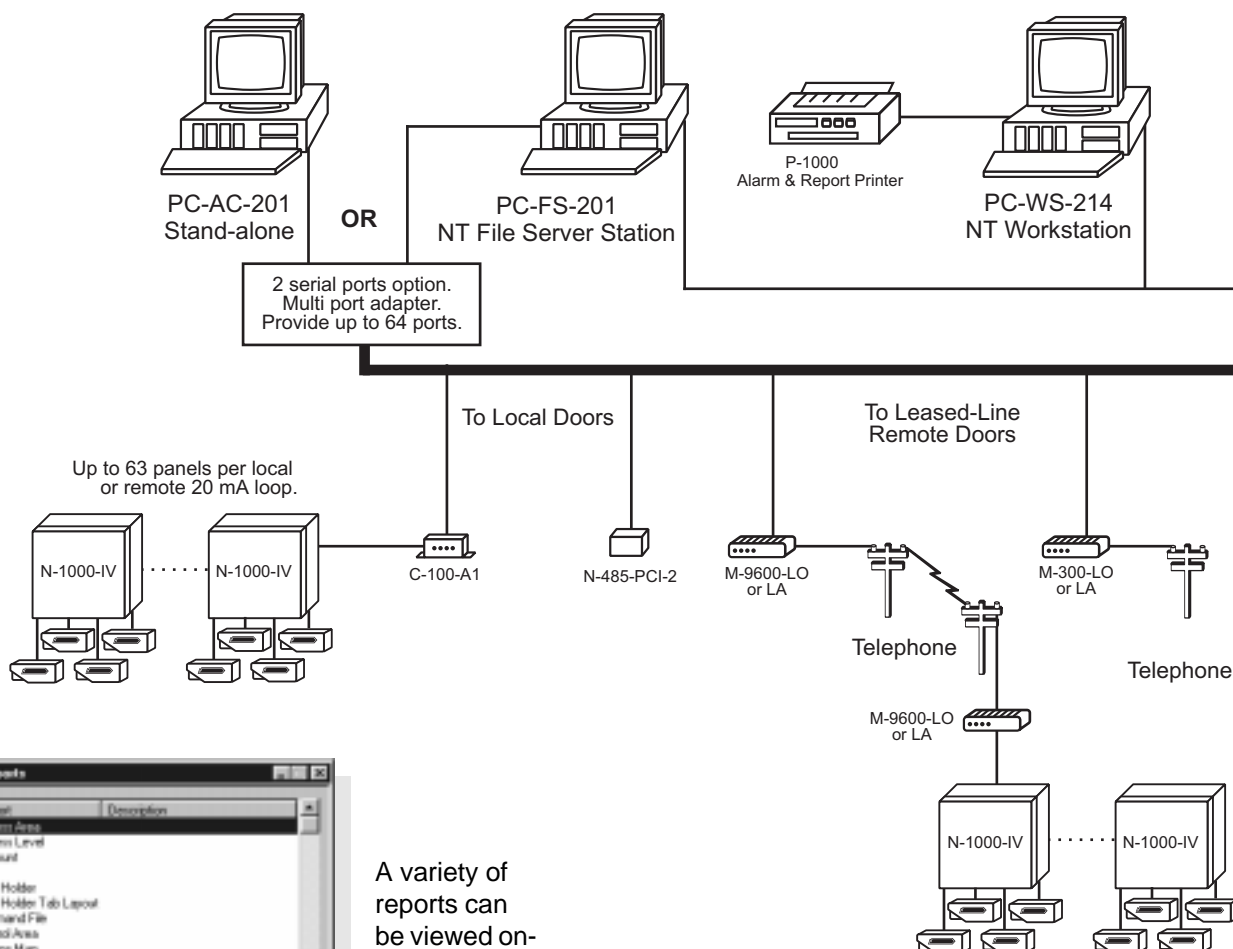 PC-AC-201
Stand-alone
OR
PC-FS-201
NT File Server Station
P-1000
Alarm & Report Printer
PC-WS-214
NT Workstation
2 serial ports option.
Multi port adapter.
Provide up to 64 ports.
To Local Doors
To Leased-Line
Remote Doors
Up to 63 panels per local
or remote 20 mA loop.
N-1000-IV
N-1000-IV
C-100-A1
N-485-PCI-2
M-9600-LO
or LA
M-300-LO
or LA
Telephone
Telephone
M-9600-LO
or LA
N-1000-IV
N-1000-IV
Description
Area
Level
Holder
Holder Tab Layout
File
Area
A variety of
reports can
be viewed on-